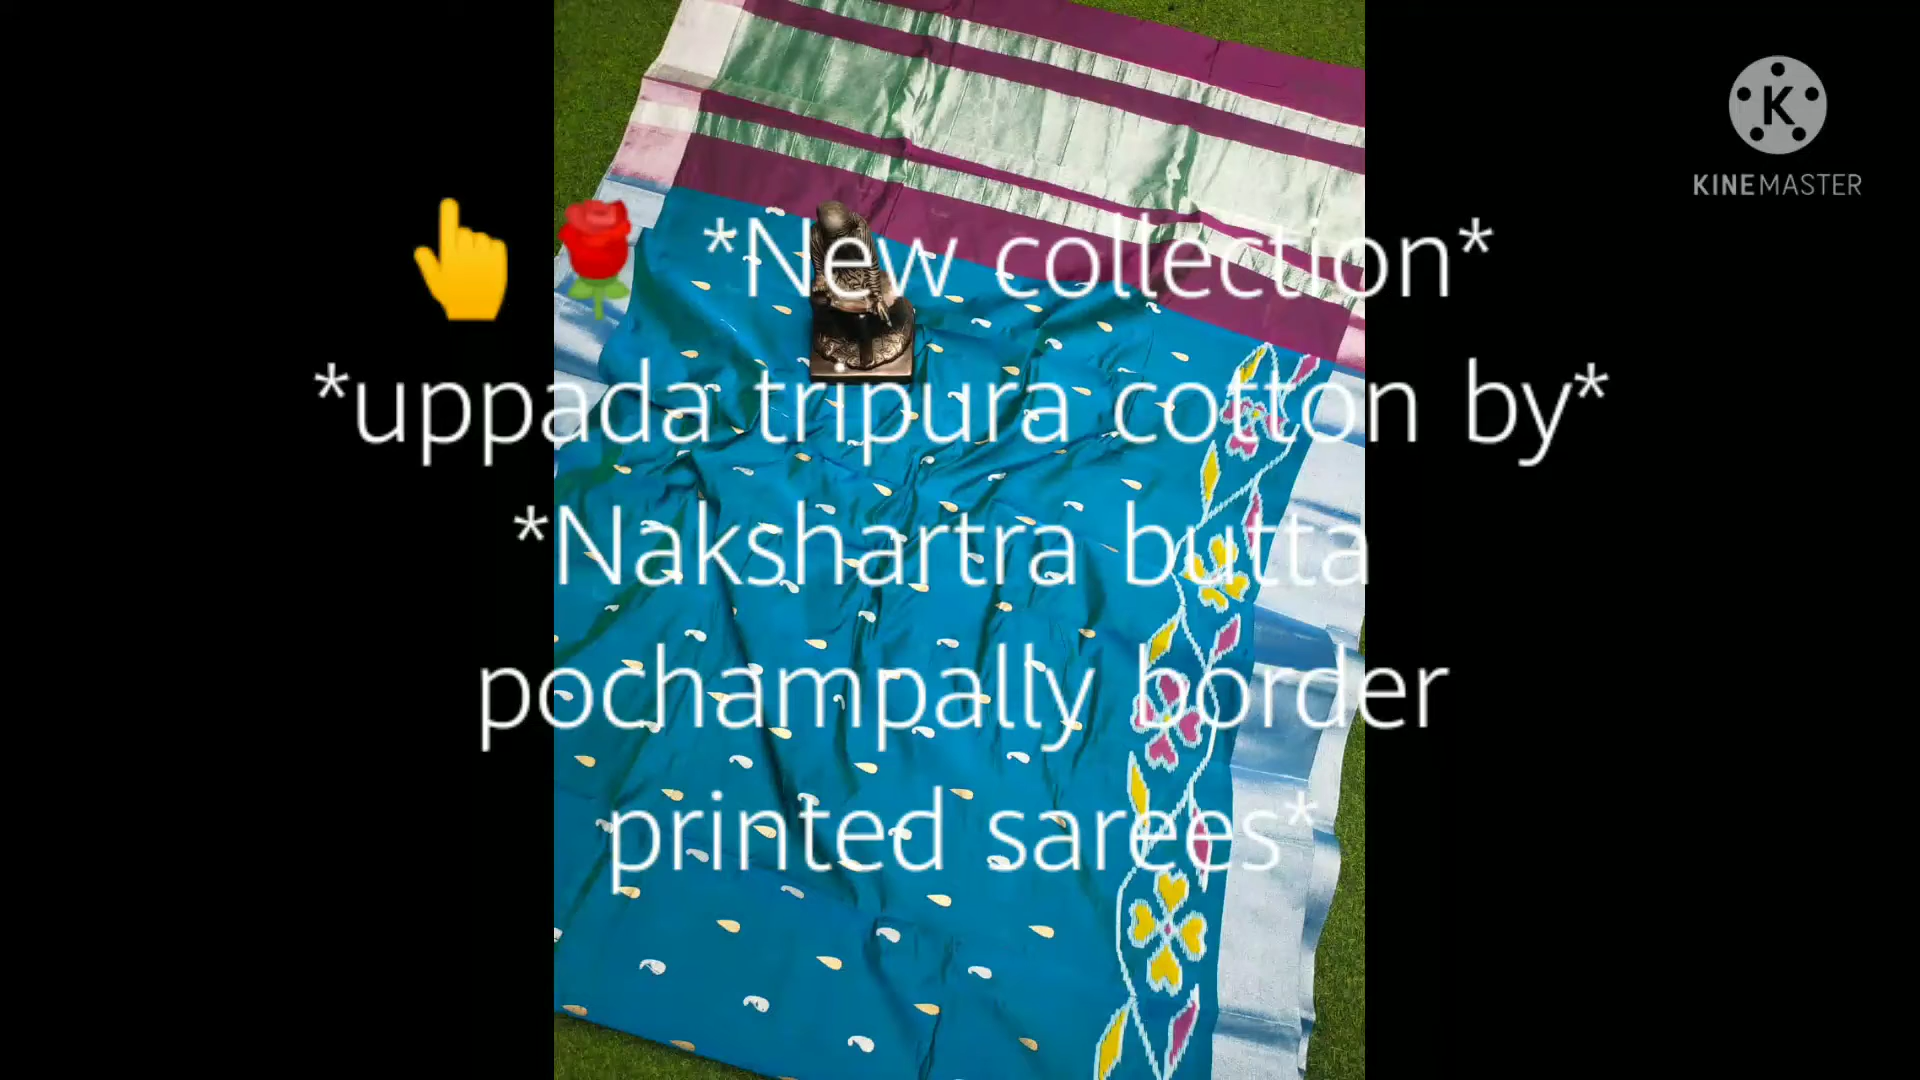 KINEMASTER
👆🌹 *New collection*
*uppada tripura cotton by*
*Nakshartra butta
pochampally border
printed sarees*